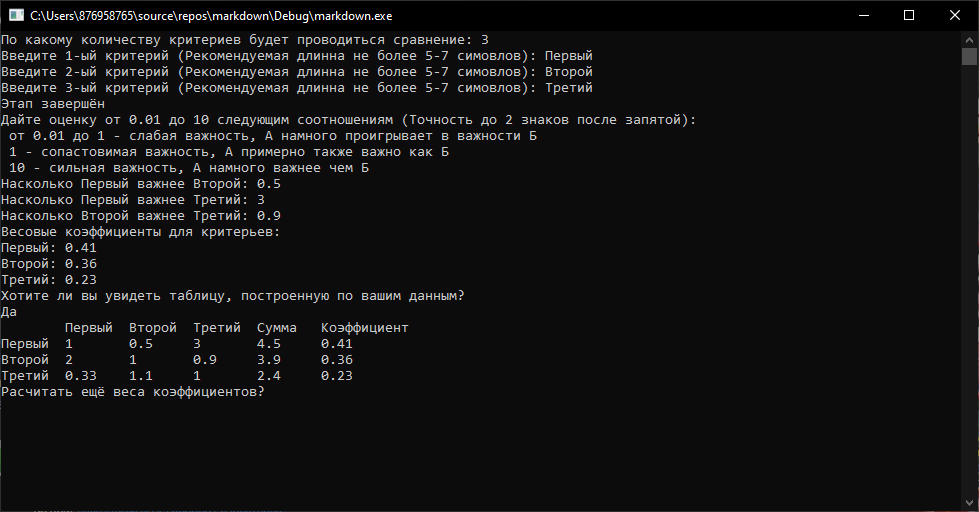 C:\Users\876958765\source\repos\markdown\Debug\markdown.exe
По какому количеству критериев будет проводиться сравнение: 3
Введите 1-ый критерий (Рекомендуемая длинна не более 5-7 симовлов): Первый
Введите 2-ый критерий (Рекомендуемая длинна не более 5-7 симовлов): Второй
Введите 3-ый критерий (Рекомендуемая длинна не более 5-7 симовлов): Третий
Этап завершён
Дайте оценку от 0.01 до 10 следующим соотношениям (Точность до 2 знаков после запятой):
от 0.01 до 1 - слабая важность, А намного проигрывает в важности Б
1 - сопастовимая важность, А примерно также важно как Б
10 - сильная важность, А намного важнее чем Б
Насколько Первый важнее Второй: 0.5
Насколько Первый важнее Третий: 3
Насколько Второй важнее Третий: 0.9
Весовые коэффициенты для критерьев:
Первый: 0.41
Второй: 0.36
Третий: 0.23
Хотите ли вы увидеть таблицу, построенную по вашим данным?
Да
Первый Второй Третий Сумма Коэффициент
Первый 1 0.5 3 4.5 0.41
Второй 2 1 0.9 3.9 0.36
Третий 0.33 1.1 1 2.4 0.23
Расчитать ещё веса коэффициентов?